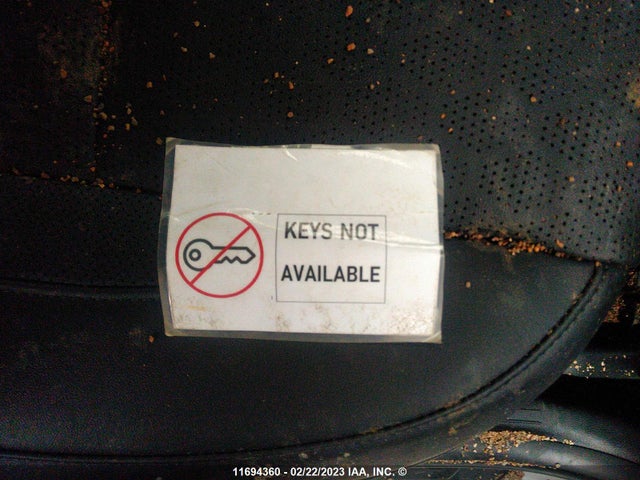 KEYS NOT
AVAILABLE
11694360 - 02/22/2023 IAA, INC. ©